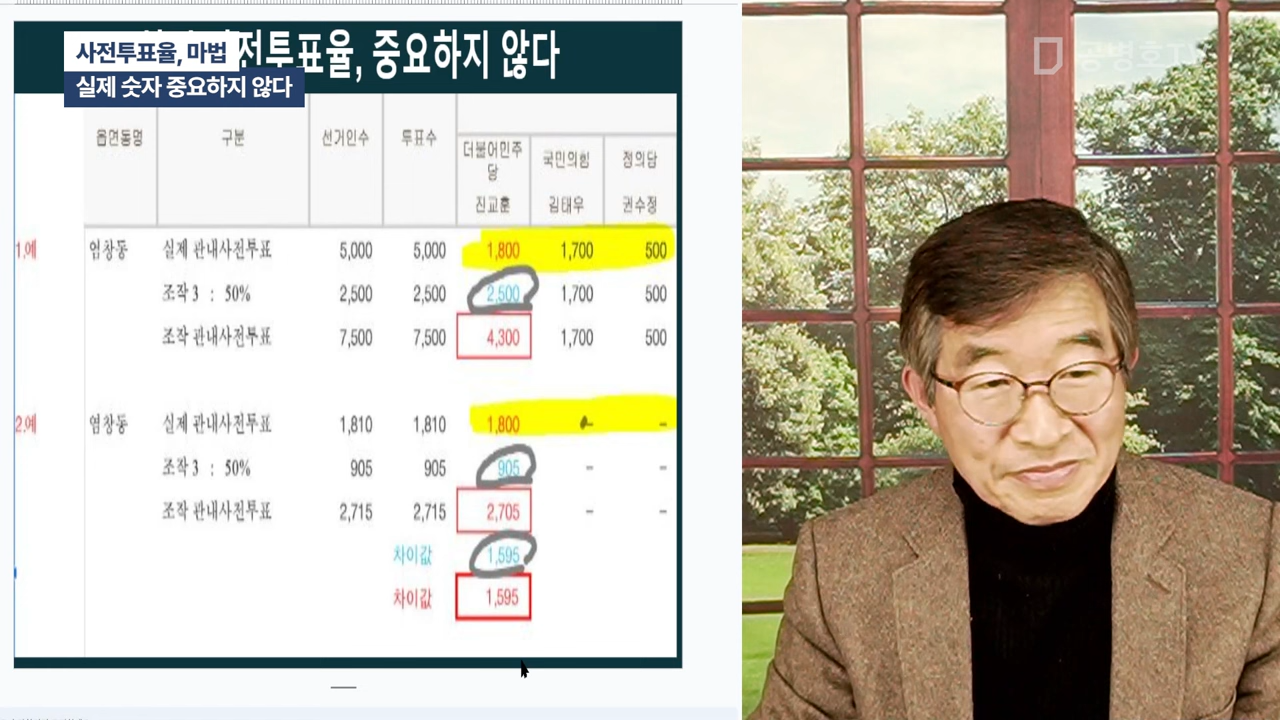 사전투표율, 중요하지 않다
사전투표율, 마법
실제 숫자 중요하지 않다
공병호TV
읍면동명 구분 선거인수 투표수 더불어민주당 국민의힘 정의당
진교훈 김태우 권수정
1.예 염창동 실제 관내사전투표 5,000 5,000 1,800 1,700 500
조작3 : 50% 2,500 2,500 2,500 1,700 500
조작 관내사전투표 7,500 7,500 4,300 1,700 500
2.예 염창동 실제 관내사전투표 1,810 1,810 1,800 - -
조작3 : 50% 905 905 905 - -
조작 관내사전투표 2,715 2,715 2,705 - -
차이값 1,595
차이값 1,595